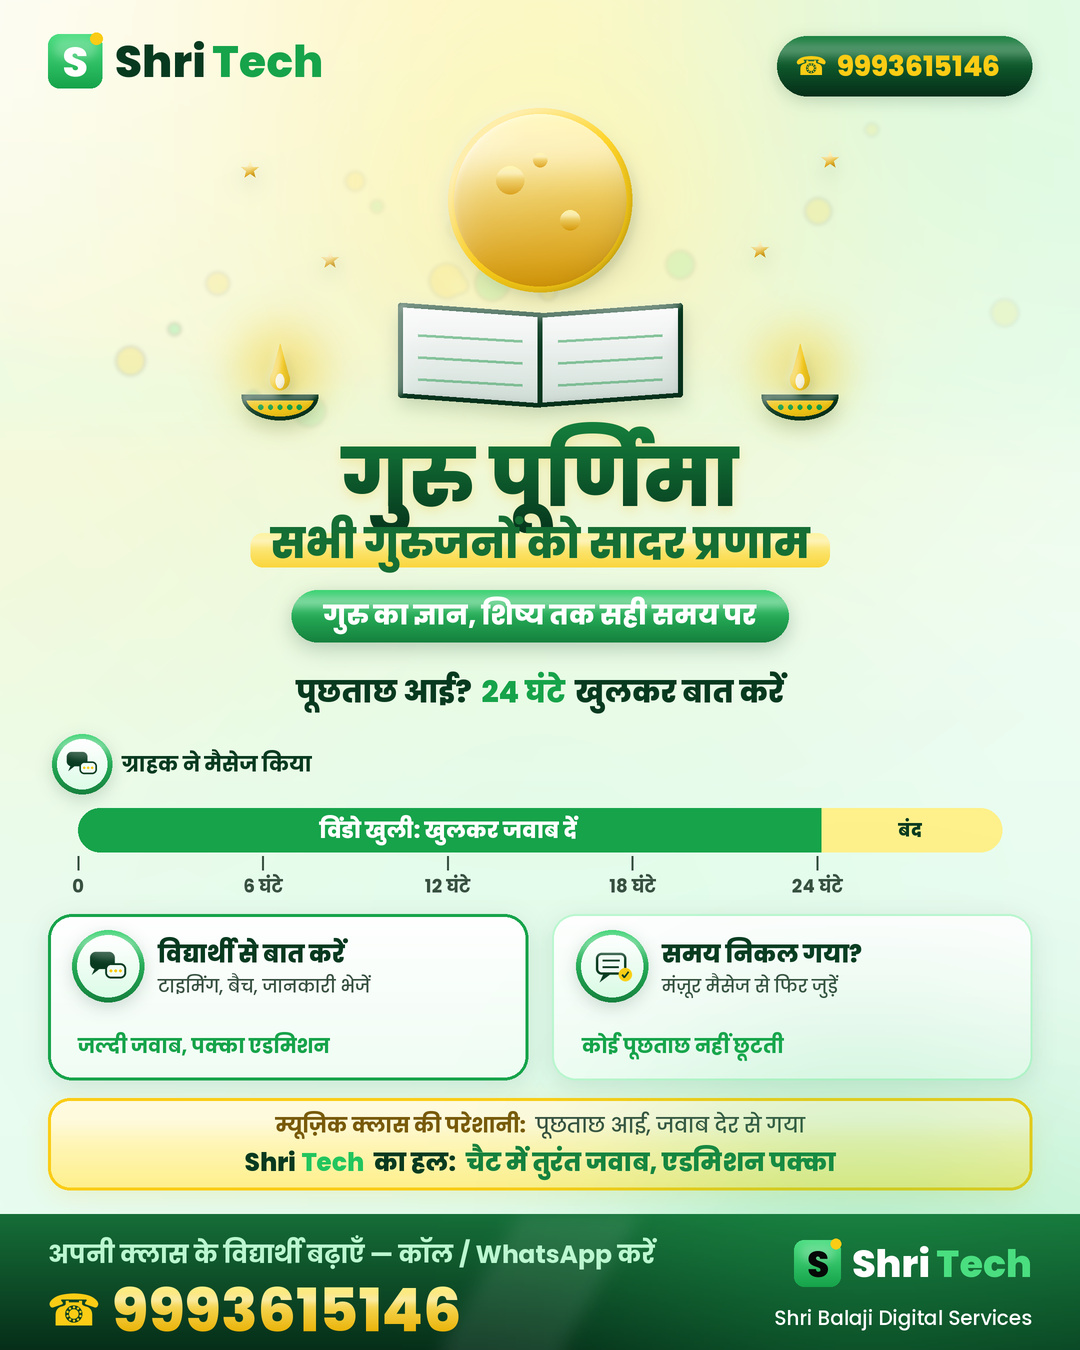 S Shri Tech
☎ 9993615146
गुरु पूर्णिमा
सभी गुरुजनों को सादर प्रणाम
गुरु का ज्ञान, शिष्य तक सही समय पर
पूछताछ आई? 24 घंटे खुलकर बात करें
ग्राहक ने मैसेज किया
विंडो खुली: खुलकर जवाब दें
बंद
0 6 घंटे 12 घंटे 18 घंटे 24 घंटे
विद्यार्थी से बात करें
टाइमिंग, बैच, जानकारी भेजें
जल्दी जवाब, पक्का एडमिशन
समय निकल गया?
मंज़ूर मैसेज से फिर जुड़ें
कोई पूछताछ नहीं छूटती
म्यूज़िक क्लास की परेशानी: पूछताछ आई, जवाब देर से गया
Shri Tech का हल: चैट में तुरंत जवाब, एडमिशन पक्का
अपनी क्लास के विद्यार्थी बढ़ाएँ — कॉल / WhatsApp करें
☎ 9993615146
S Shri Tech
Shri Balaji Digital Services